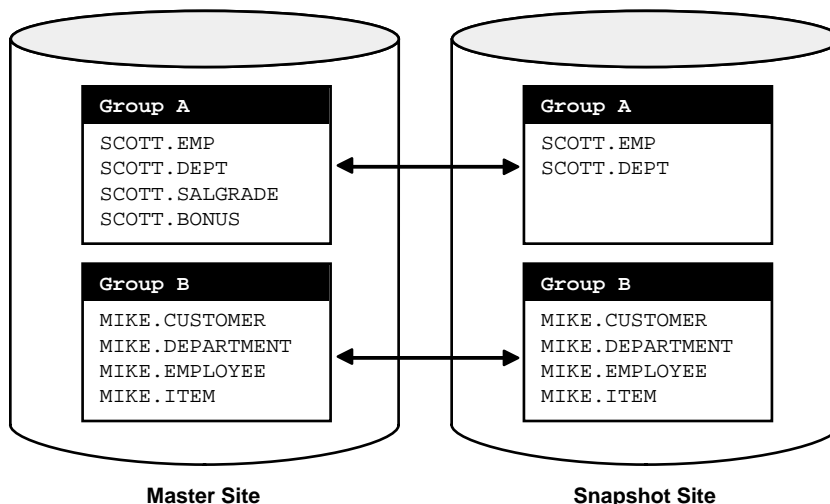 Group A
SCOTT.EMP
SCOTT.DEPT
SCOTT.SALGRADE
SCOTT.BONUS
Group B
MIKE.CUSTOMER
MIKE.DEPARTMENT
MIKE.EMPLOYEE
MIKE.ITEM
Master Site
Group A
SCOTT.EMP
SCOTT.DEPT
Group B
MIKE.CUSTOMER
MIKE.DEPARTMENT
MIKE.EMPLOYEE
MIKE.ITEM
Snapshot Site